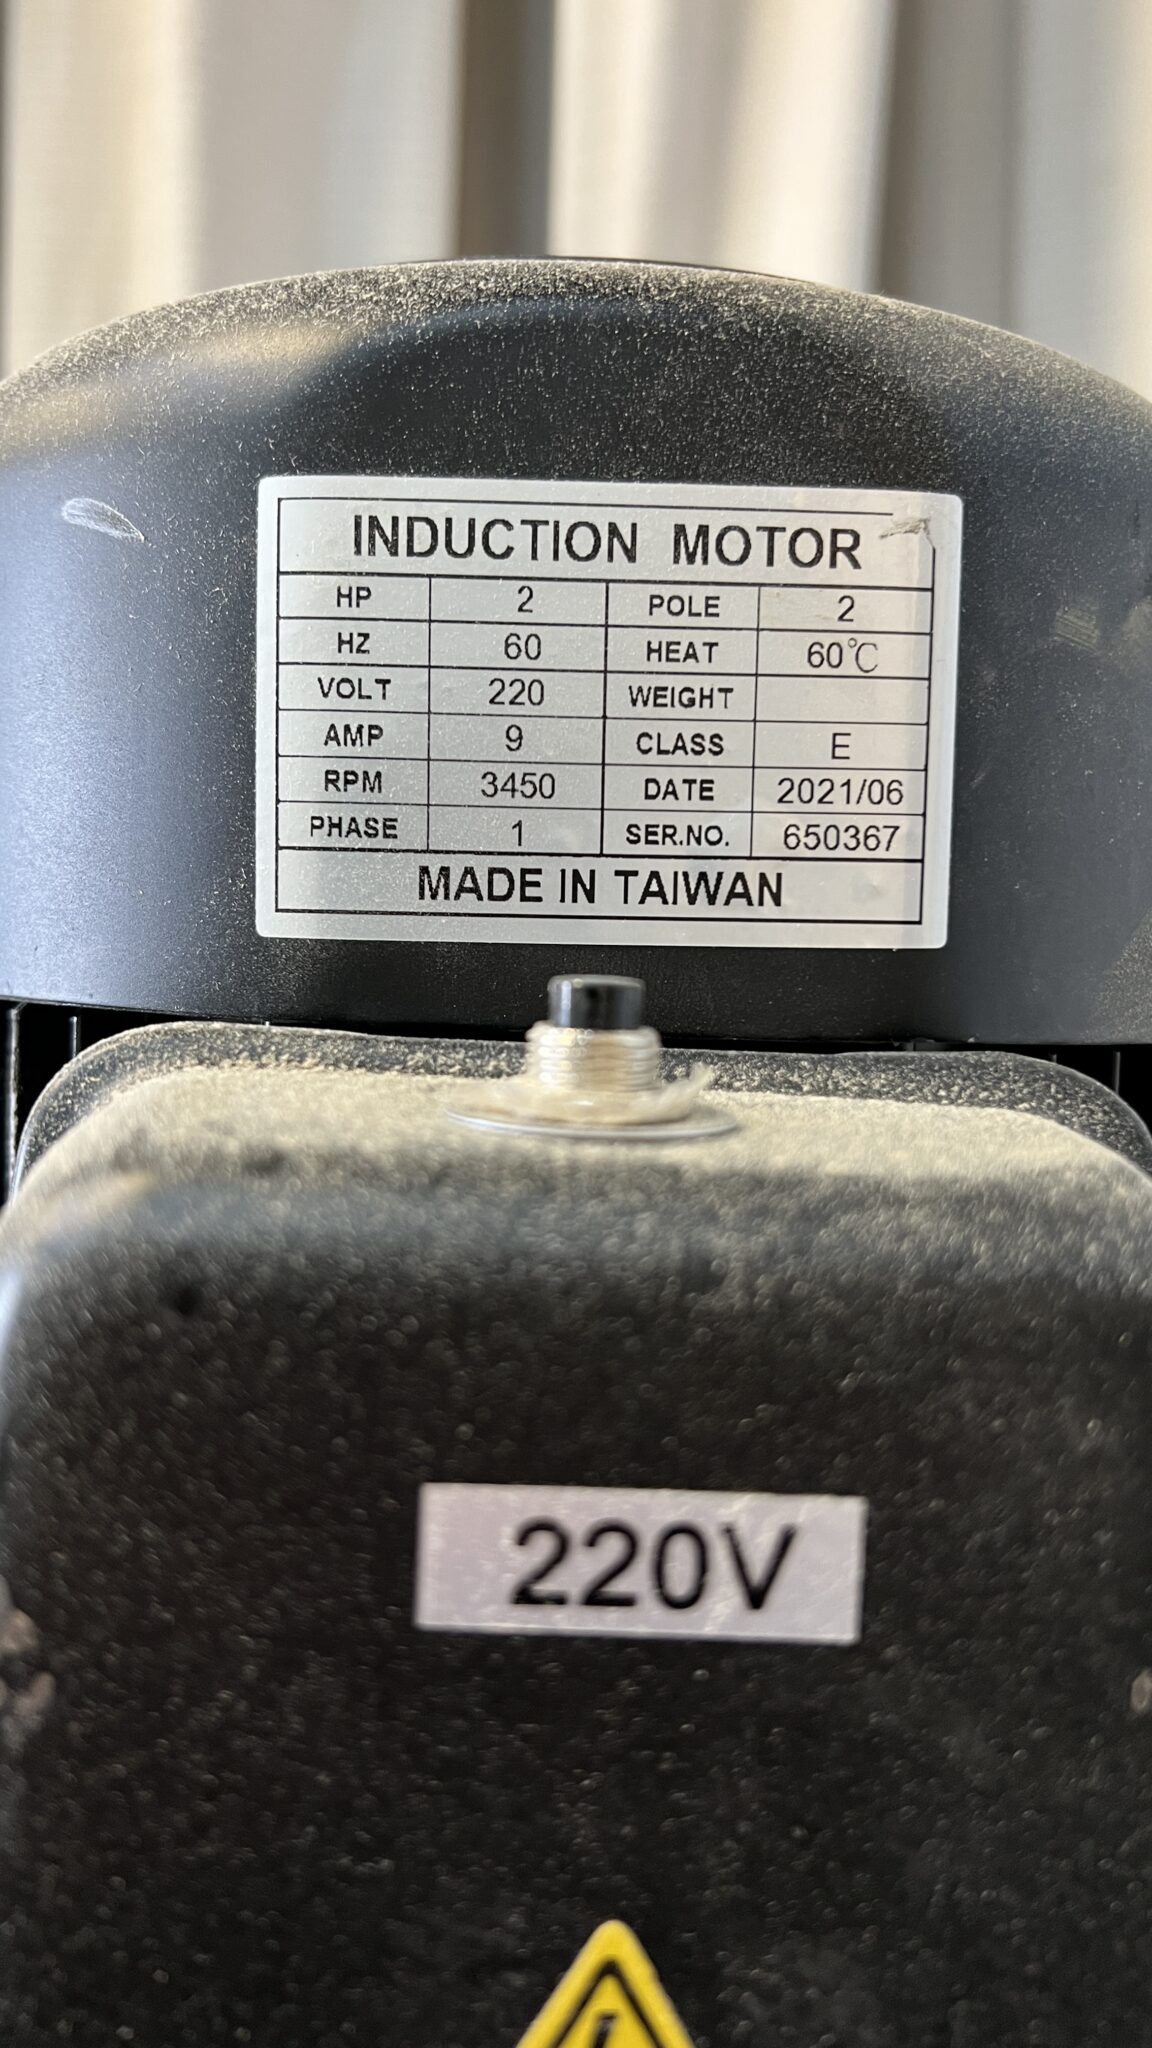 INDUCTION MOTOR
HP 2 POLE 2
HZ 60 HEAT 60℃
VOLT 220 WEIGHT
AMP 9 CLASS E
RPM 3450 DATE 2021/06
PHASE 1 SER.NO. 650367
MADE IN TAIWAN
220V